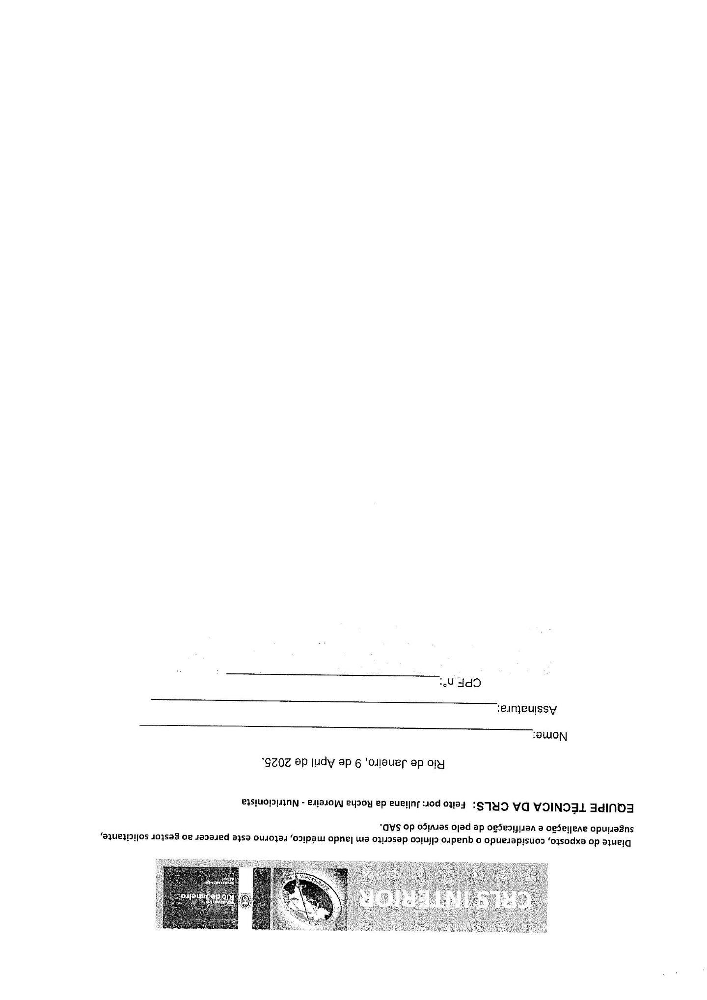 CRLS INTERIOR
GOVERNO DO
Rio de Janeiro
SECRETARIA DE
SAÚDE
Diante do exposto, considerando o quadro clínico descrito em laudo médico, retorno este parecer ao gestor solicitante,
sugerindo avaliação e verificação de pelo serviço do SAD.
EQUIPE TÉCNICA DA CRLS: Feito por: Juliana da Rocha Moreira - Nutricionista
Rio de Janeiro, 9 de April de 2025.
Nome:
Assinatura:
CPF nº: